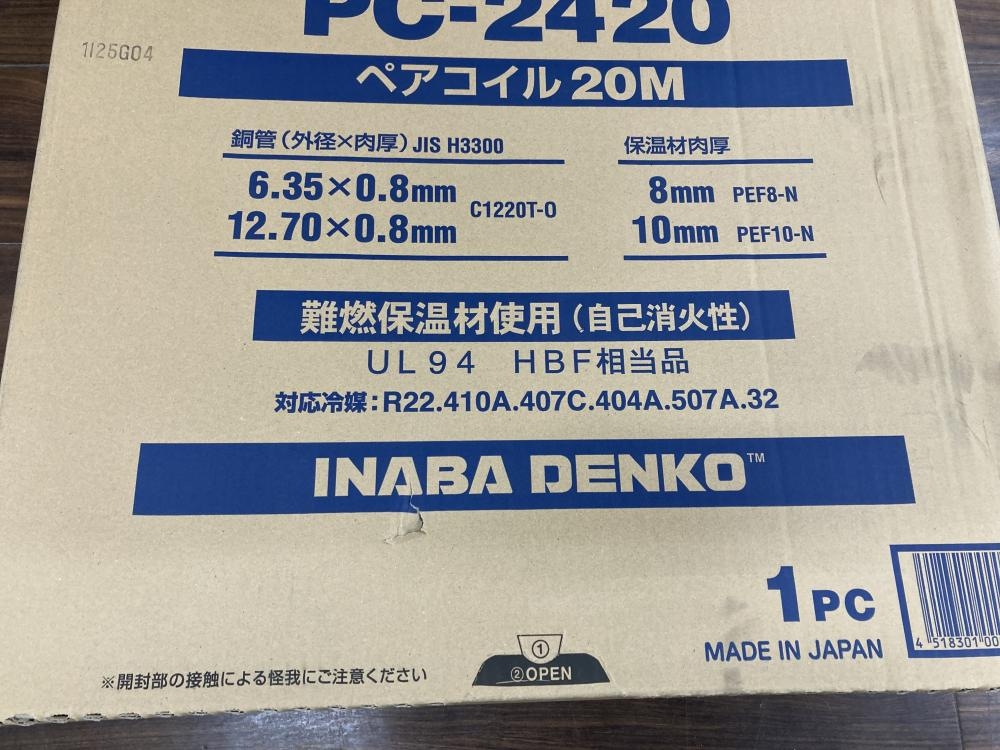 PC-2420
1I25G04
ペアコイル 20M
銅管(外径×肉厚) JIS H3300
6.35×0.8mm
12.70×0.8mm
C1220T-O
保温材肉厚
8mm PEF8-N
10mm PEF10-N
難燃保温材使用(自己消火性)
UL94 HBF相当品
対応冷媒:R22.410A.407C.404A.507A.32
INABA DENKO™
1PC
MADE IN JAPAN
4 518301 00
①
②OPEN
※開封部の接触による怪我にご注意ください